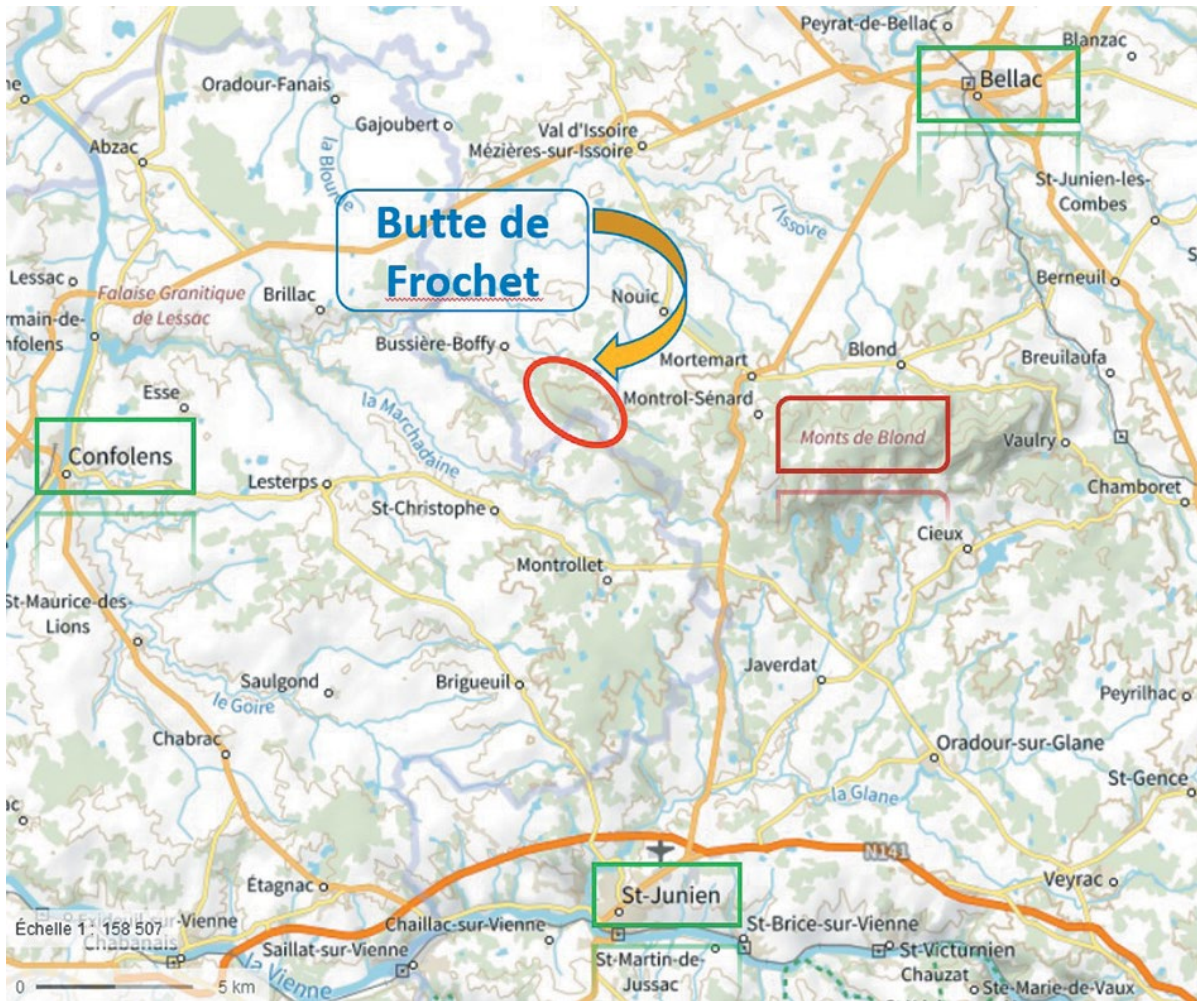 Peyrat-de-Bellac
Blanzac
Bellac
Oradour-Fanais
Gajoubert
la Blourde
Val d'Issoire
Mézières-sur-Issoire
Abzac
St-Junien-les-
Combes
l'Issoire
Butte de
Frochet
Lessac
Falaise Granitique
de Lessac
Brillac
Nouic
Berneuil
rmain-de-
nfolens
Bussière-Boffy
Mortemart
Blond
Breuilaufa
Esse
la Marchadaine
Montrol-Sénard
Monts de Blond
Vaulry
Confolens
Lesterps
St-Christophe
Chamboret
Cieux
Montrollet
St-Maurice-des-
Lions
Javerdat
Saulgond
le Goire
Brigueuil
Peyrilhac
Chabrac
Oradour-sur-Glane
St-Gence
la Glane
ac
N141
Étagnac
St-Junien
Veyrac
Échelle 1 : 158 507
Exideuil-sur-Vienne
Chabanais
Chaillac-sur-Vienne
St-Brice-sur-Vienne
Saillat-sur-Vienne
la Vienne
St-Martin-de-
Jussac
St-Victurnien
Chauzat
Ste-Marie-de-Vaux
0
5 km